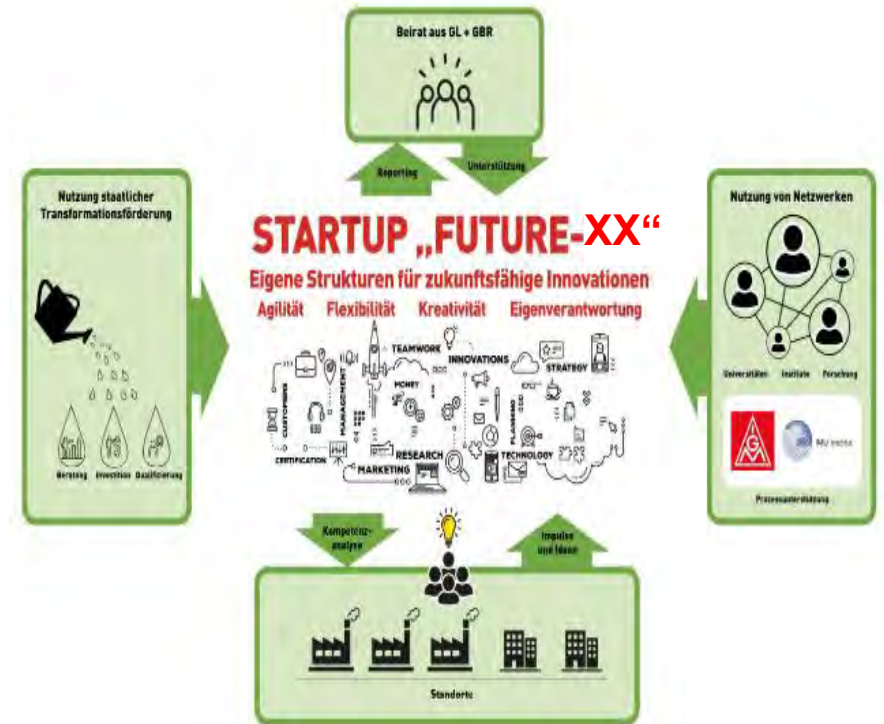 Beirat aus GL + GBR
Reporting
Unterstützung
Nutzung staatlicher
Transformationsförderung
Beratung Investition Qualifizierung
STARTUP „FUTURE-XX“
Eigene Strukturen für zukunftsfähige Innovationen
Agilität Flexibilität Kreativität Eigenverantwortung
TEAMWORK
INNOVATIONS
STRATEGY
CUSTOMERS
MANAGEMENT
MONEY
PLANNING
CERTIFICATION
MARKETING
RESEARCH
TECHNOLOGY
Nutzung von Netzwerken
Universitäten Institute Forschung
IGM
Prozessunterstützung
Kompetenz-
analyse
Impulse
und Ideen
Standorte